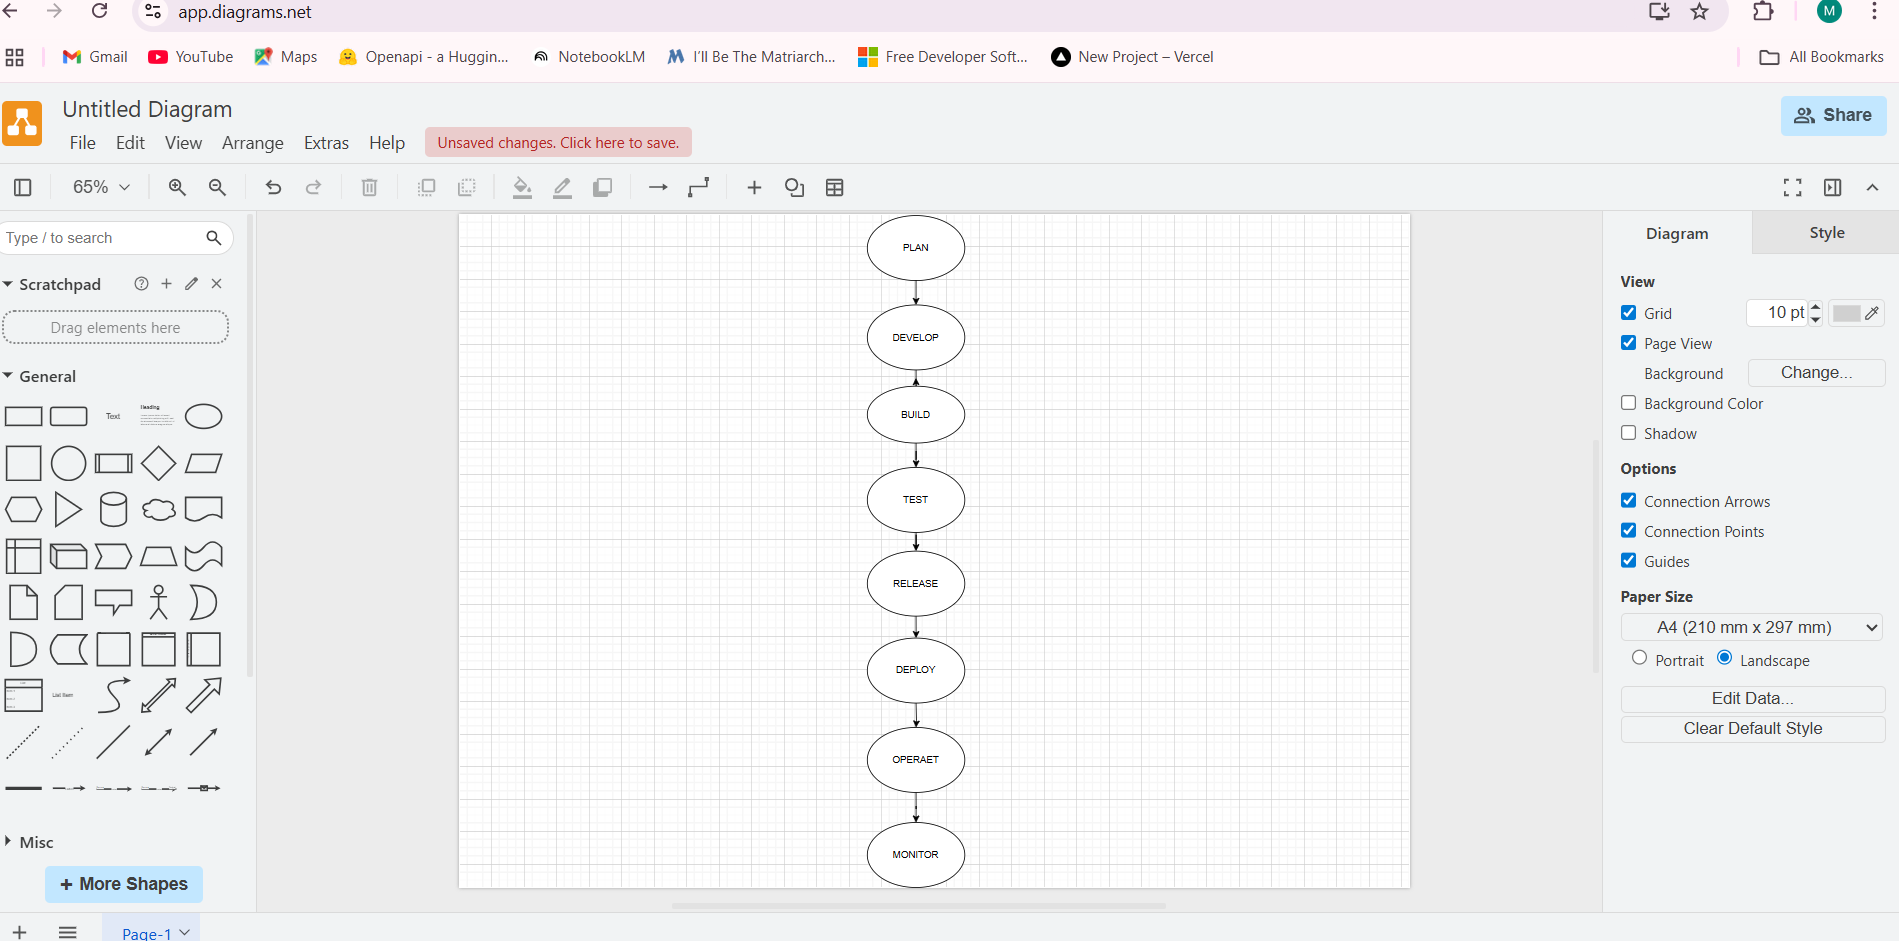 app.diagrams.net
M
Gmail
YouTube
Maps
Openapi - a Huggin...
NotebookLM
I'll Be The Matriarch...
Free Developer Soft...
New Project – Vercel
All Bookmarks
Untitled Diagram
File
Edit
View
Arrange
Extras
Help
Unsaved changes. Click here to save.
Share
65%
Type / to search
Scratchpad
Drag elements here
General
Text
Heading
List Item
Misc
+ More Shapes
PLAN
DEVELOP
BUILD
TEST
RELEASE
DEPLOY
OPERAET
MONITOR
Diagram
Style
View
Grid
10 pt
Page View
Background
Change...
Background Color
Shadow
Options
Connection Arrows
Connection Points
Guides
Paper Size
A4 (210 mm x 297 mm)
Portrait
Landscape
Edit Data...
Clear Default Style
Page-1